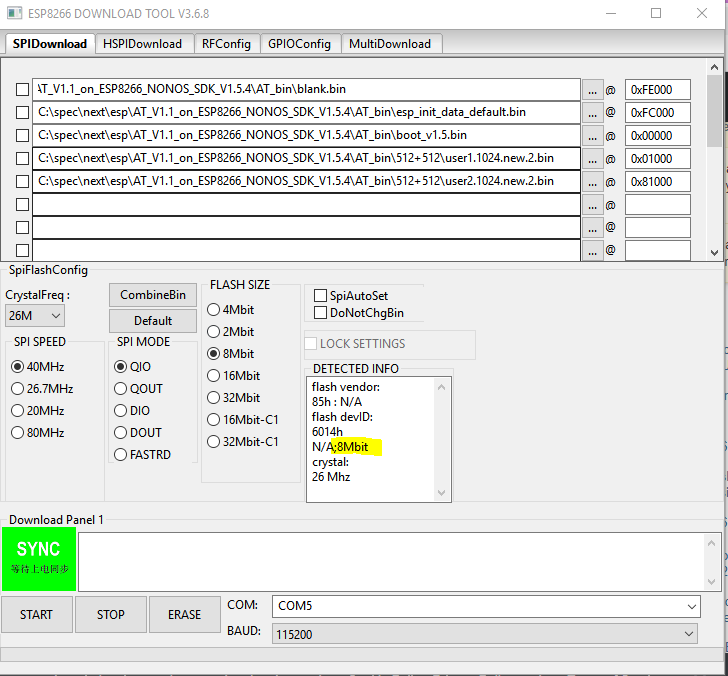 ESP8266 DOWNLOAD TOOL V3.6.8
SPIDownload HSPIDownload RFConfig GPIOConfig MultiDownload
AT_V1.1_on_ESP8266_NONOS_SDK_V1.5.4\AT_bin\blank.bin ... @ 0xFE000
C:\spec\next\esp\AT_V1.1_on_ESP8266_NONOS_SDK_V1.5.4\AT_bin\esp_init_data_default.bin ... @ 0xFC000
C:\spec\next\esp\AT_V1.1_on_ESP8266_NONOS_SDK_V1.5.4\AT_bin\boot_v1.5.bin ... @ 0x00000
C:\spec\next\esp\AT_V1.1_on_ESP8266_NONOS_SDK_V1.5.4\AT_bin\512+512\user1.1024.new.2.bin ... @ 0x01000
C:\spec\next\esp\AT_V1.1_on_ESP8266_NONOS_SDK_V1.5.4\AT_bin\512+512\user2.1024.new.2.bin ... @ 0x81000
... @
... @
... @
SpiFlashConfig
CrystalFreq :
26M
CombineBin
Default
SPI SPEED
40MHz
26.7MHz
20MHz
80MHz
SPI MODE
QIO
QOUT
DIO
DOUT
FASTRD
FLASH SIZE
4Mbit
2Mbit
8Mbit
16Mbit
32Mbit
16Mbit-C1
32Mbit-C1
SpiAutoSet
DoNotChgBin
LOCK SETTINGS
DETECTED INFO
flash vendor:
85h : N/A
flash devID:
6014h
N/A;8Mbit
crystal:
26 Mhz
Download Panel 1
SYNC
等待上电同步
START STOP ERASE
COM: COM5
BAUD: 115200